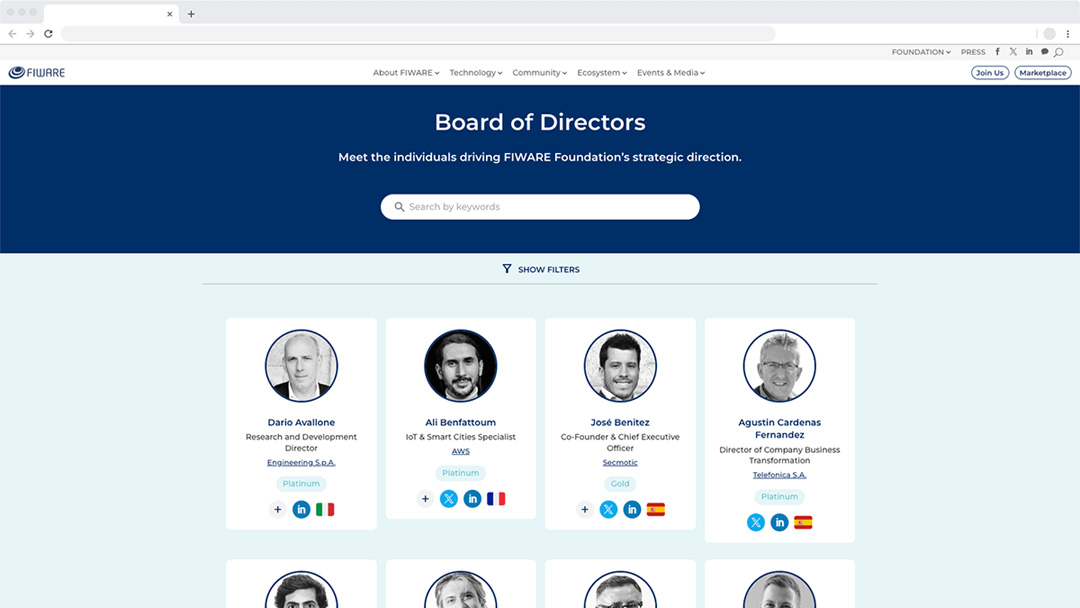 FOUNDATION PRESS
FIWARE
About FIWARE Technology Community Ecosystem Events & Media
Join Us Marketplace
Board of Directors
Meet the individuals driving FIWARE Foundation's strategic direction.
Search by keywords
SHOW FILTERS
Dario Avallone
Research and Development
Director
Engineering S.p.A.
Platinum
Ali Benfattoum
IoT & Smart Cities Specialist
AWS
Platinum
José Benitez
Co-Founder & Chief Executive
Officer
Secmotic
Gold
Agustin Cardenas
Fernandez
Director of Company Business
Transformation
Telefonica S.A.
Platinum